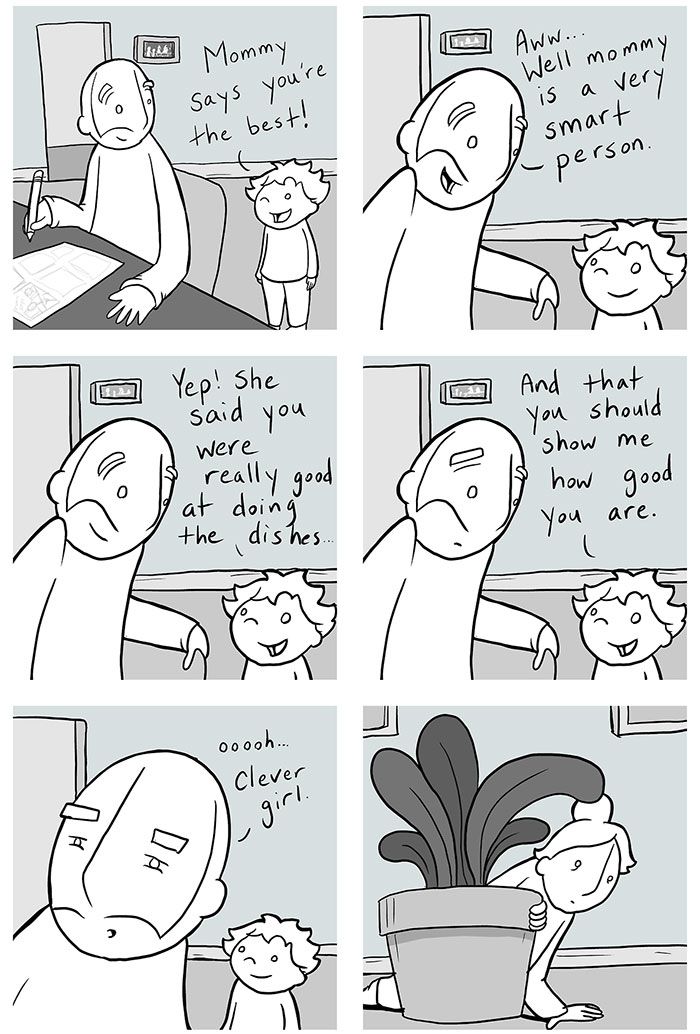 Mommy
says you're
the best!
Aww...
Well mommy
is a very
smart
person.
Yep! She
said you
were
really good
at doing
the dishes...
And that
you should
show me
how good
you are.
ooooh...
Clever
girl.